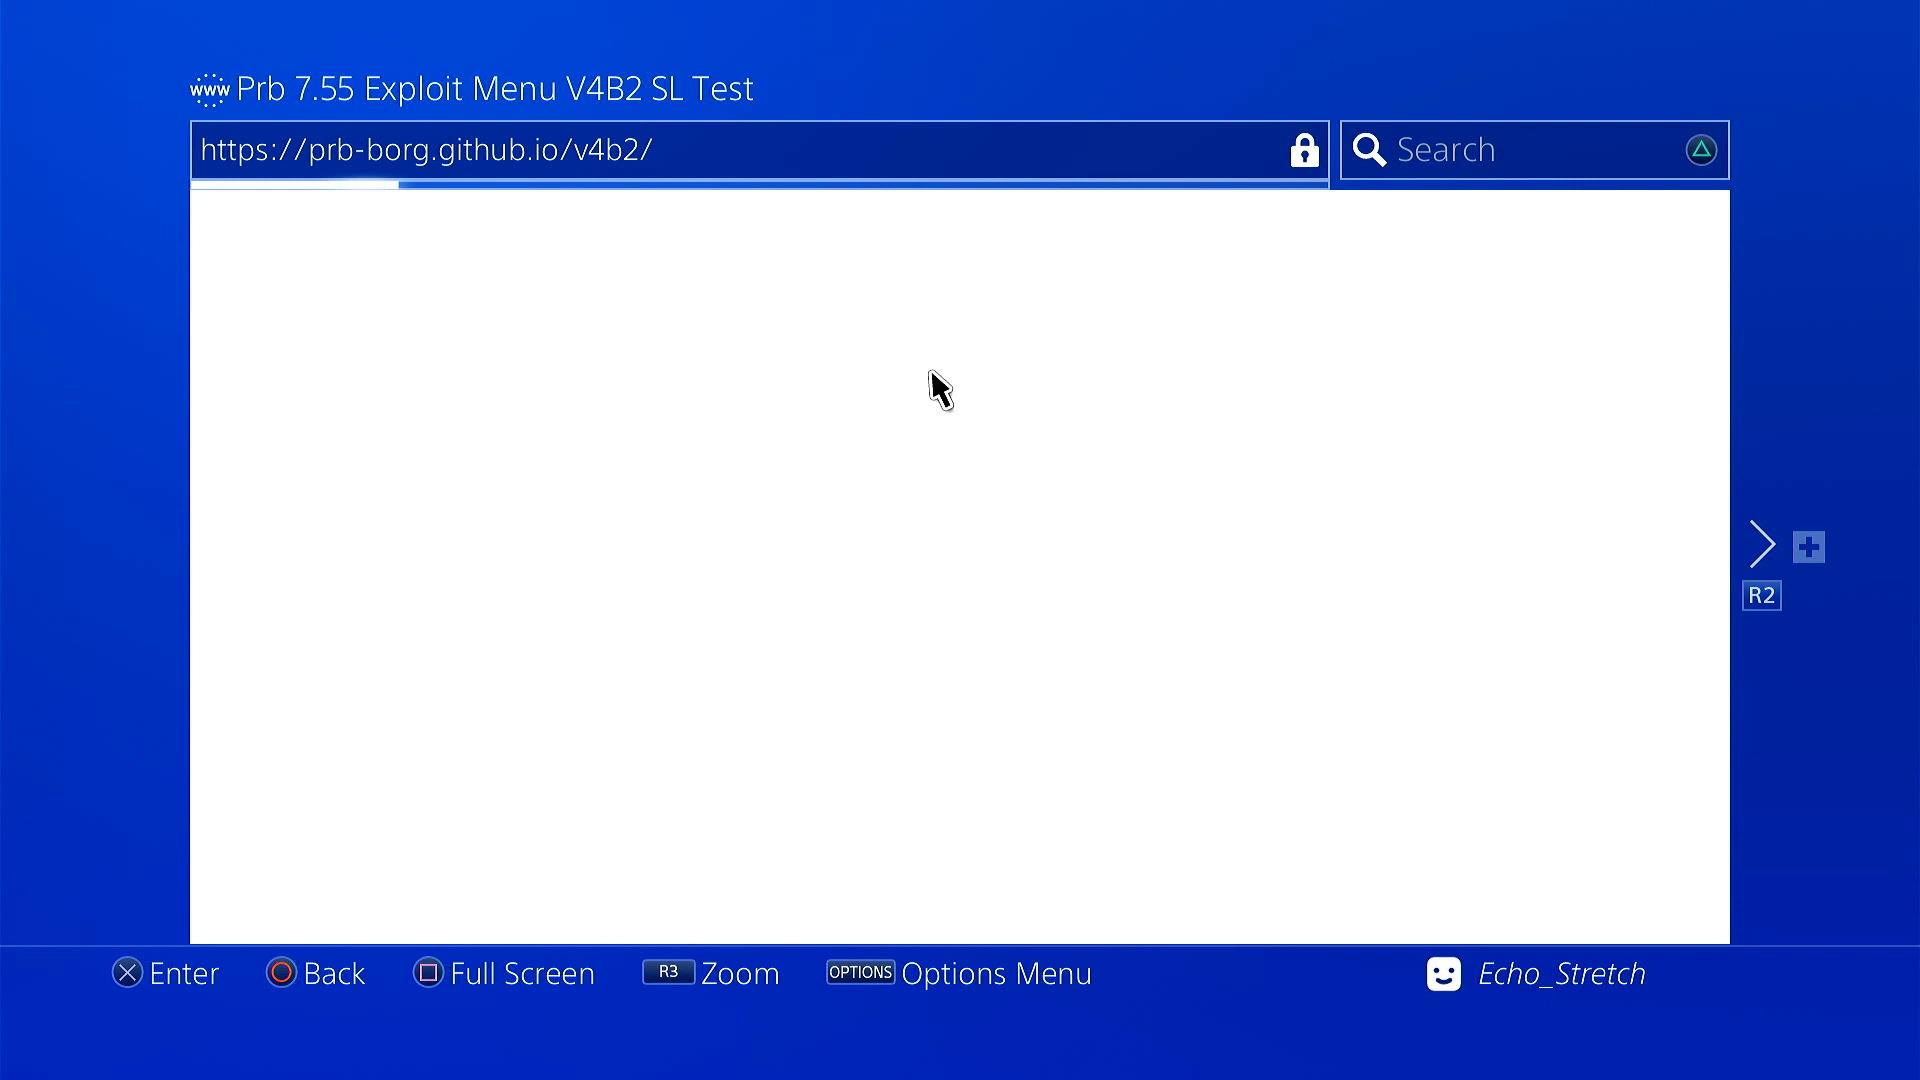 www Prb 7.55 Exploit Menu V4B2 SL Test
https://prb-borg.github.io/v4b2/
Search
R2
Enter Back Full Screen R3 Zoom OPTIONS Options Menu Echo_Stretch